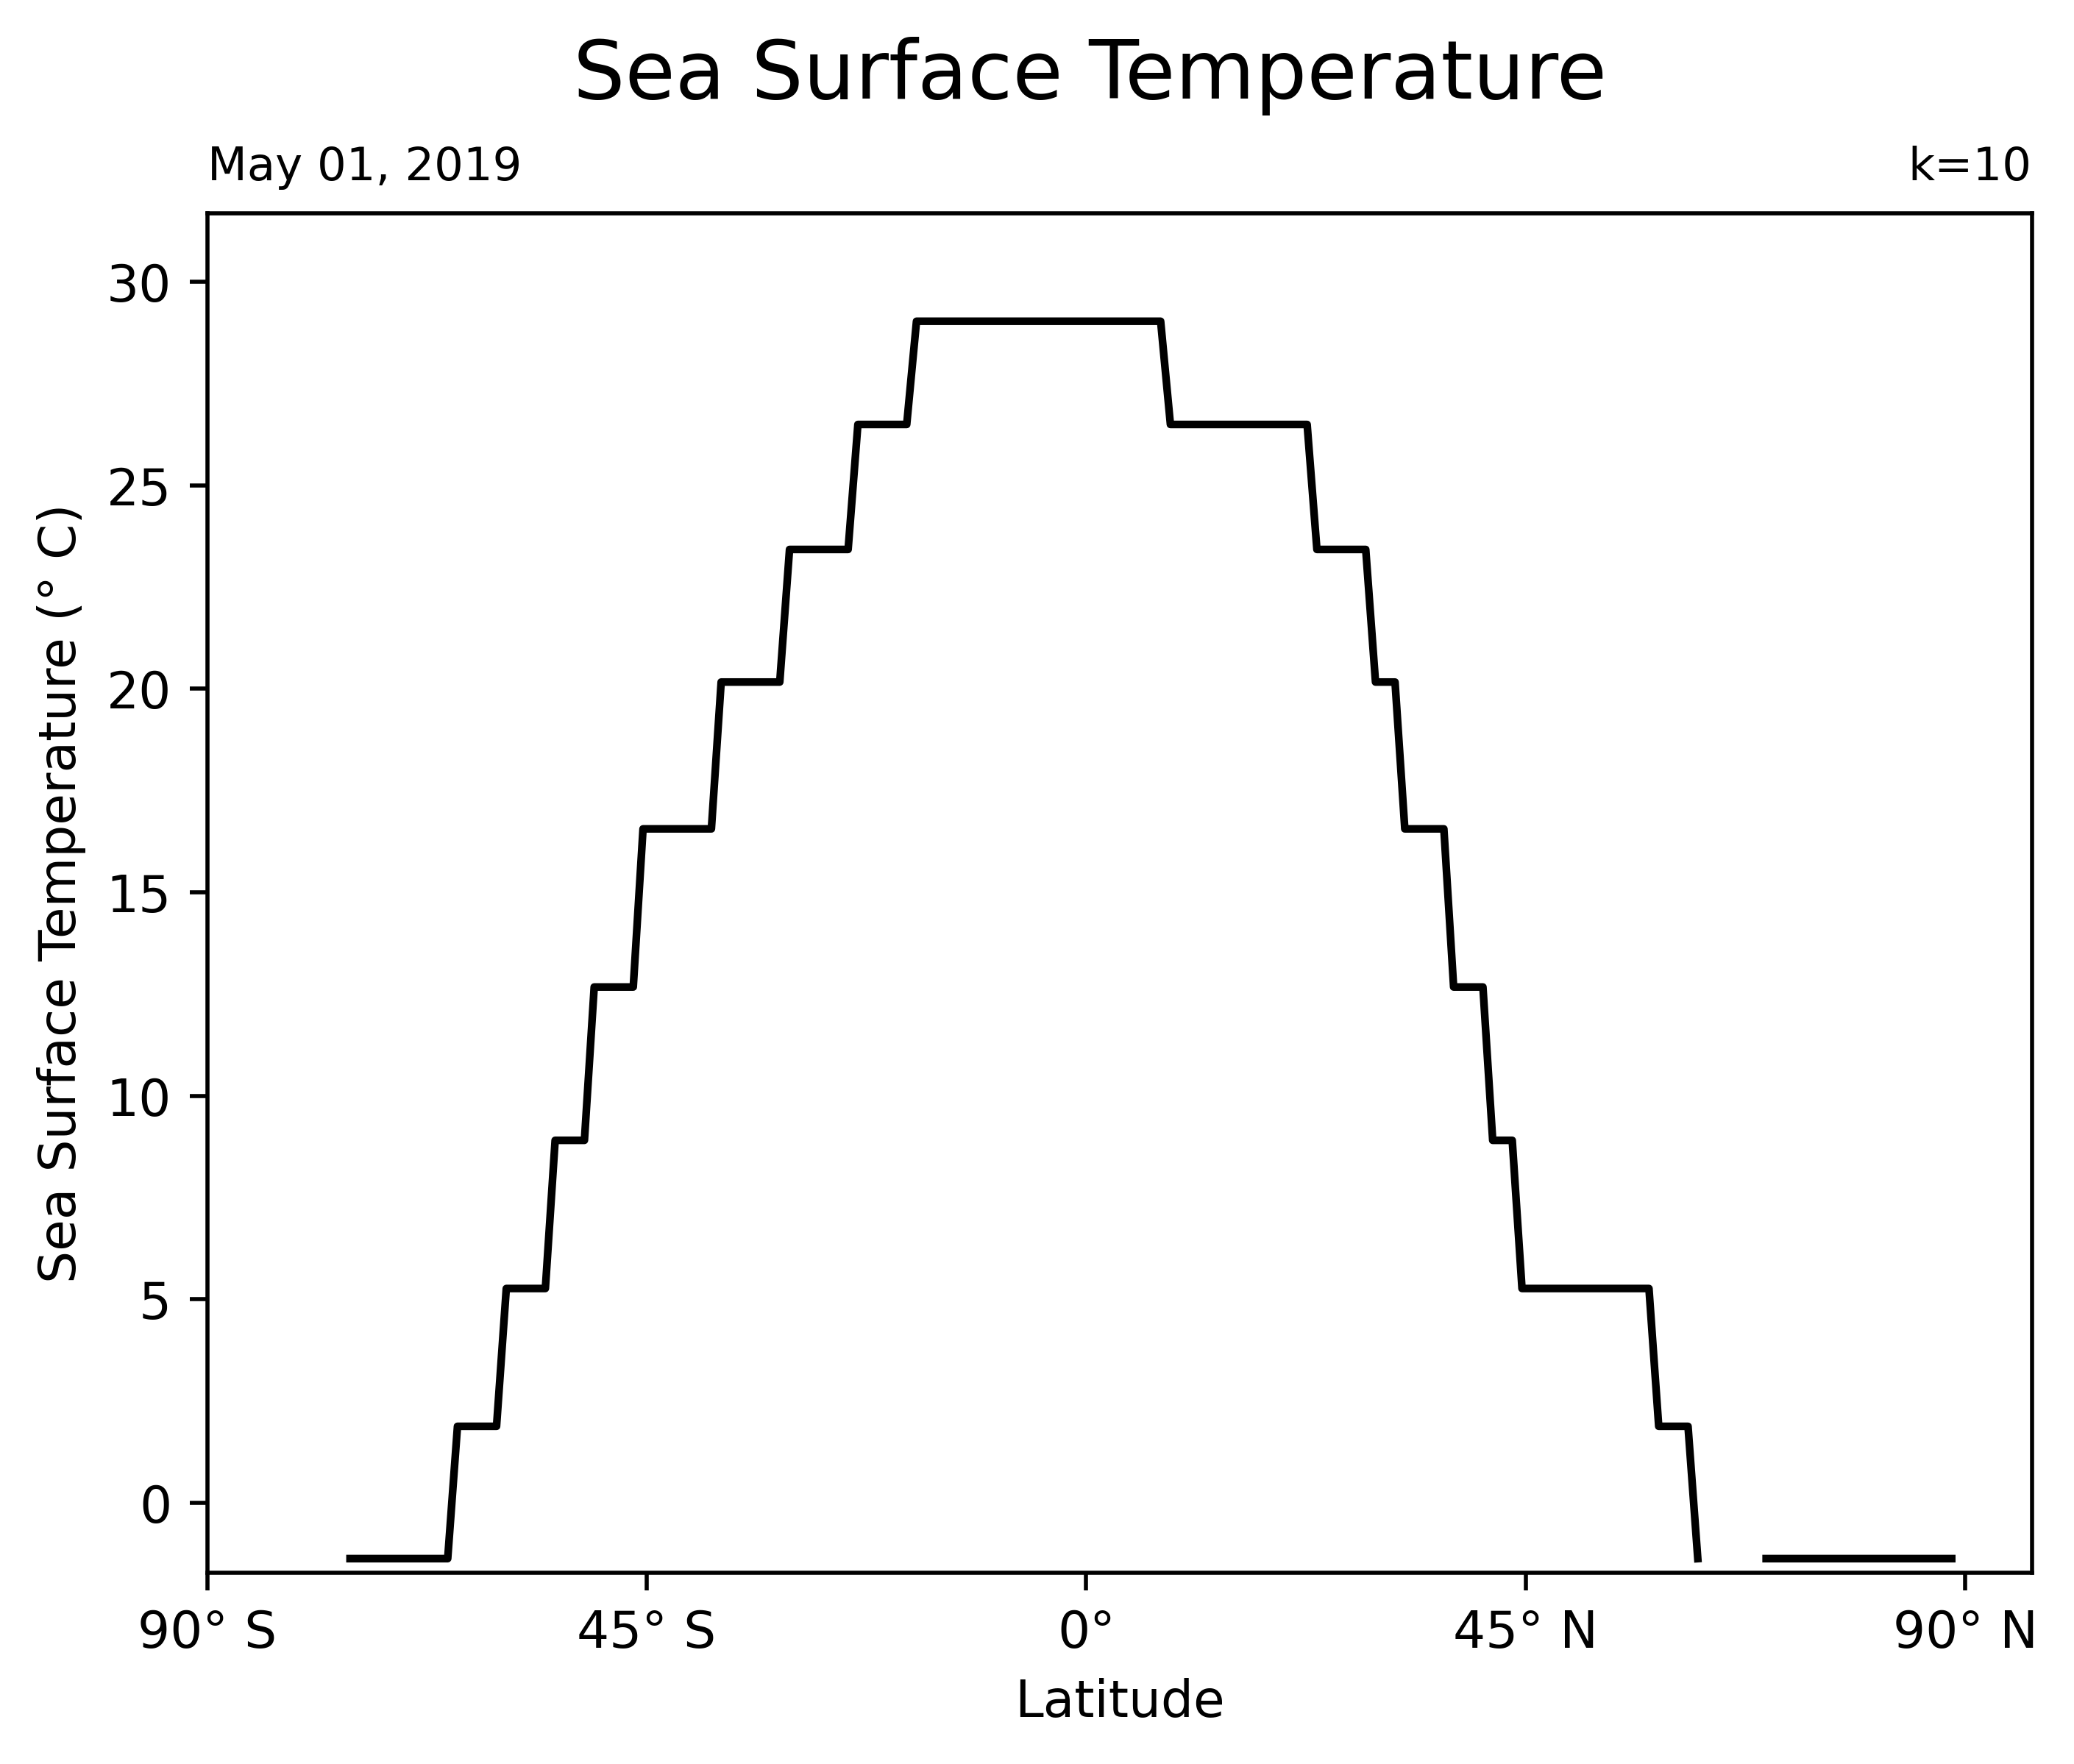 Sea Surface Temperature
May 01, 2019
k=10
30
25
20
15
10
5
0
Sea Surface Temperature (° C)
90° S
45° S
0°
45° N
90° N
Latitude